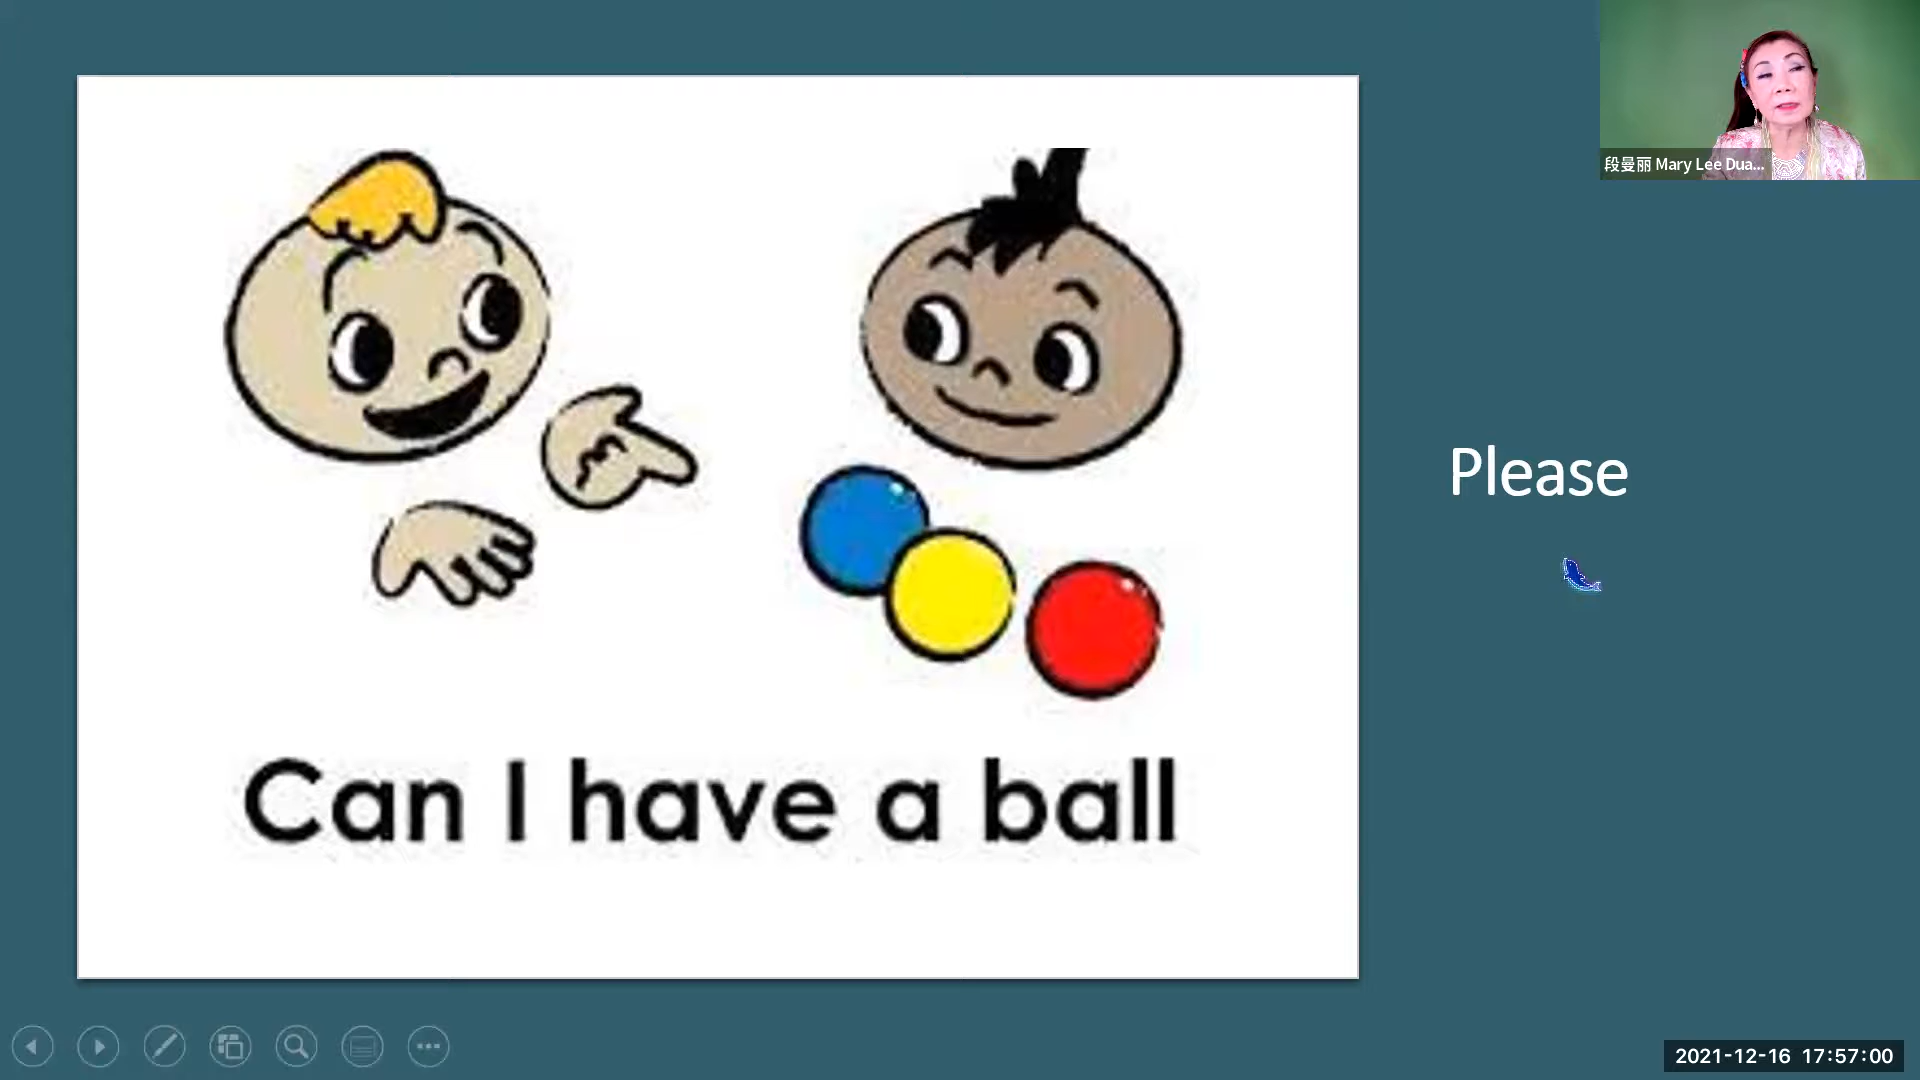 段曼丽 Mary Lee Dua...
Please
Can I have a ball
2021-12-16 17:57:00